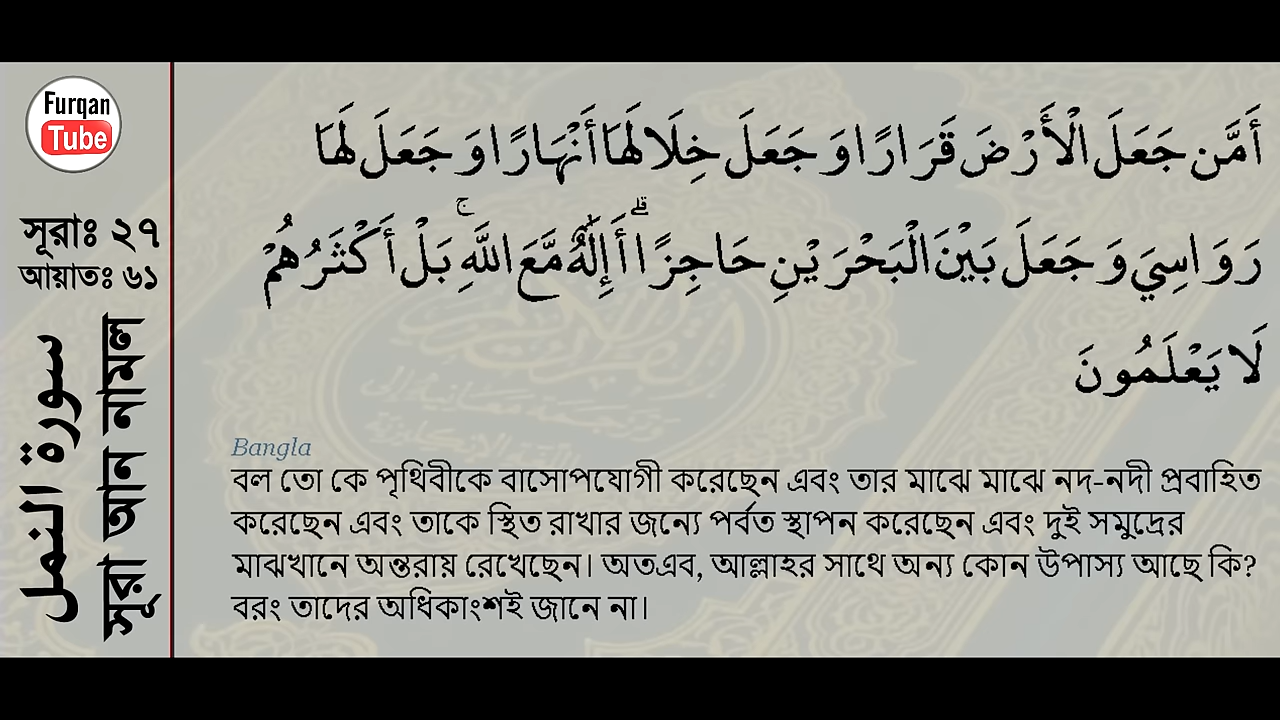 Furqan
Tube
সূরাঃ ২৭
আয়াতঃ ৬১
سورة النمل
সূরা আন নামল
أَمَّن جَعَلَ الْأَرْضَ قَرَارًا وَجَعَلَ خِلَالَهَا أَنْهَارًا وَجَعَلَ لَهَا
رَوَاسِيَ وَجَعَلَ بَيْنَ الْبَحْرَيْنِ حَاجِزًا ۗ أَإِلَٰهٌ مَّعَ اللَّهِ ۚ بَلْ أَكْثَرُهُمْ
لَا يَعْلَمُونَ
Bangla
বল তো কে পৃথিবীকে বাসোপযোগী করেছেন এবং তার মাঝে মাঝে নদ-নদী প্রবাহিত
করেছেন এবং তাকে স্থিত রাখার জন্যে পর্বত স্থাপন করেছেন এবং দুই সমুদ্রের
মাঝখানে অন্তরায় রেখেছেন। অতএব, আল্লাহর সাথে অন্য কোন উপাস্য আছে কি?
বরং তাদের অধিকাংশই জানে না।